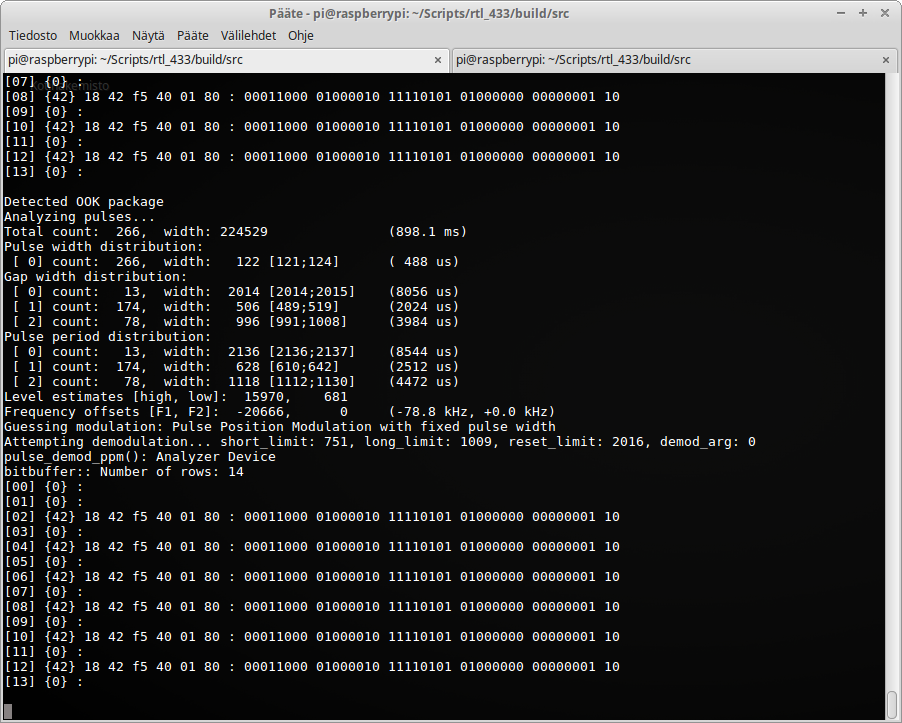 Pääte - pi@raspberrypi: ~/Scripts/rtl_433/build/src
Tiedosto Muokkaa Näytä Pääte Välilehdet Ohje
pi@raspberrypi: ~/Scripts/rtl_433/build/src × pi@raspberrypi: ~/Scripts/rtl_433/build/src ×
[07] {0} :
[08] {42} 18 42 f5 40 01 80 : 00011000 01000010 11110101 01000000 00000001 10
[09] {0} :
[10] {42} 18 42 f5 40 01 80 : 00011000 01000010 11110101 01000000 00000001 10
[11] {0} :
[12] {42} 18 42 f5 40 01 80 : 00011000 01000010 11110101 01000000 00000001 10
[13] {0} :
Detected OOK package
Analyzing pulses...
Total count:  266,  width: 224529               (898.1 ms)
Pulse width distribution:
 [ 0] count:  266,  width:   122 [121;124]      ( 488 us)
Gap width distribution:
 [ 0] count:   13,  width:  2014 [2014;2015]    (8056 us)
 [ 1] count:  174,  width:   506 [489;519]      (2024 us)
 [ 2] count:   78,  width:   996 [991;1008]     (3984 us)
Pulse period distribution:
 [ 0] count:   13,  width:  2136 [2136;2137]    (8544 us)
 [ 1] count:  174,  width:   628 [610;642]      (2512 us)
 [ 2] count:   78,  width:  1118 [1112;1130]    (4472 us)
Level estimates [high, low]:  15970,    681
Frequency offsets [F1, F2]:  -20666,      0     (-78.8 kHz, +0.0 kHz)
Guessing modulation: Pulse Position Modulation with fixed pulse width
Attempting demodulation... short_limit: 751, long_limit: 1009, reset_limit: 2016, demod_arg: 0
pulse_demod_ppm(): Analyzer Device
bitbuffer:: Number of rows: 14
[00] {0} :
[01] {0} :
[02] {42} 18 42 f5 40 01 80 : 00011000 01000010 11110101 01000000 00000001 10
[03] {0} :
[04] {42} 18 42 f5 40 01 80 : 00011000 01000010 11110101 01000000 00000001 10
[05] {0} :
[06] {42} 18 42 f5 40 01 80 : 00011000 01000010 11110101 01000000 00000001 10
[07] {0} :
[08] {42} 18 42 f5 40 01 80 : 00011000 01000010 11110101 01000000 00000001 10
[09] {0} :
[10] {42} 18 42 f5 40 01 80 : 00011000 01000010 11110101 01000000 00000001 10
[11] {0} :
[12] {42} 18 42 f5 40 01 80 : 00011000 01000010 11110101 01000000 00000001 10
[13] {0} :